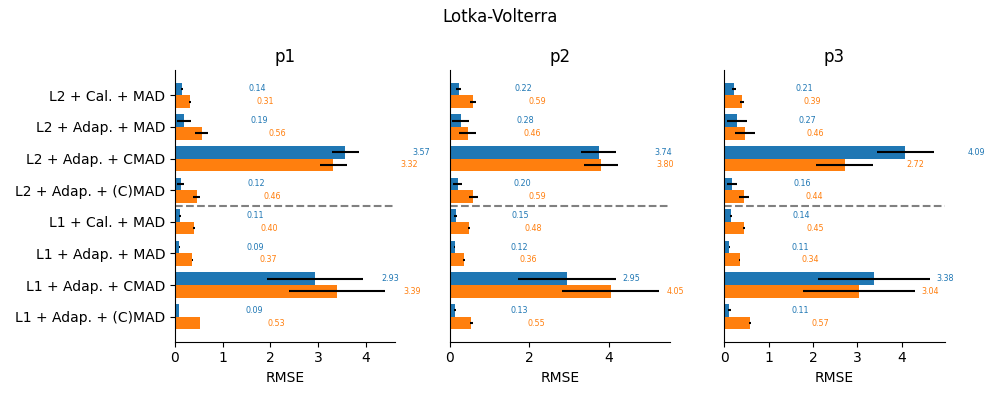 Lotka-Volterra
p1
p2
p3
L2 + Cal. + MAD
0.14
0.31
0.22
0.59
0.21
0.39
L2 + Adap. + MAD
0.19
0.56
0.28
0.46
0.27
0.46
L2 + Adap. + CMAD
3.57
3.32
3.74
3.80
4.09
2.72
L2 + Adap. + (C)MAD
0.12
0.46
0.20
0.59
0.16
0.44
L1 + Cal. + MAD
0.11
0.40
0.15
0.48
0.14
0.45
L1 + Adap. + MAD
0.09
0.37
0.12
0.36
0.11
0.34
L1 + Adap. + CMAD
2.93
3.39
2.95
4.05
3.38
3.04
L1 + Adap. + (C)MAD
0.09
0.53
0.13
0.55
0.11
0.57
0 1 2 3 4
0 2 4
0 1 2 3 4
RMSE
RMSE
RMSE